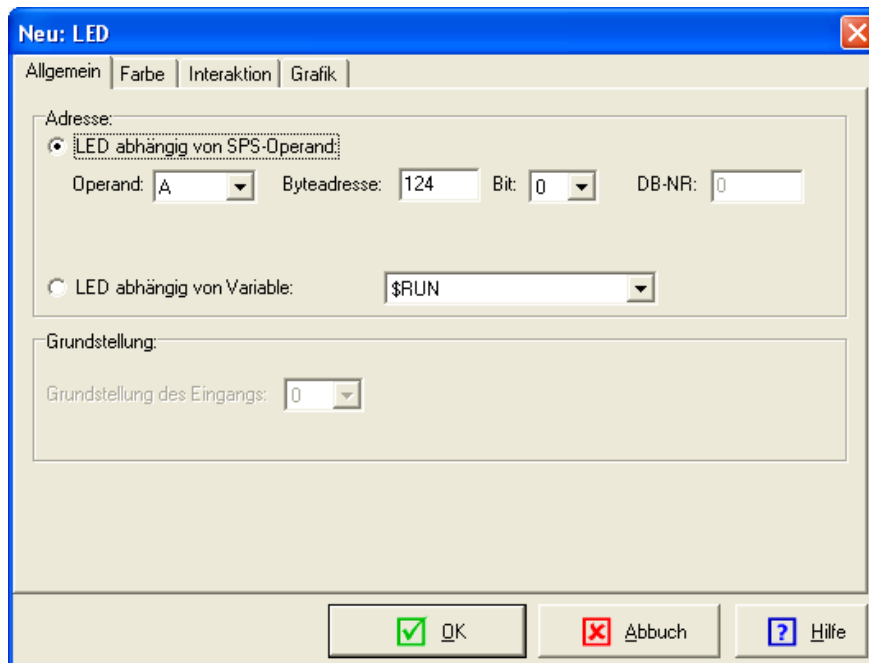 Neu: LED
Allgemein Farbe Interaktion Grafik
Adresse:
LED abhängig von SPS-Operand:
Operand: A Byteadresse: 124 Bit: 0 DB-NR: 0
LED abhängig von Variable: $RUN
Grundstellung:
Grundstellung des Eingangs: 0
OK Abbuch Hilfe